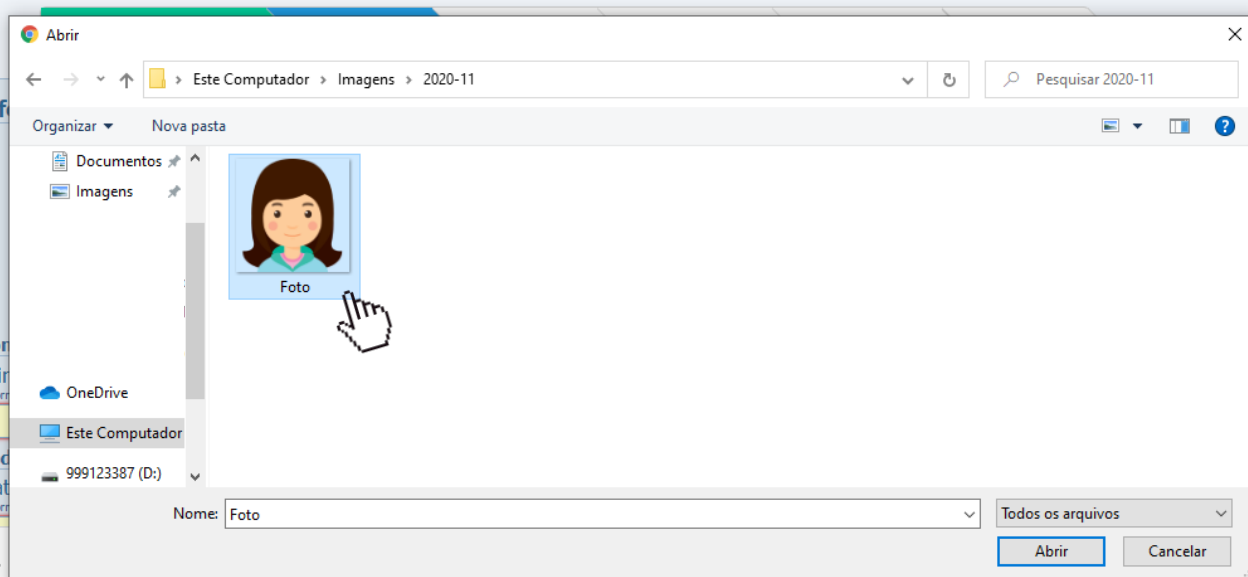 Abrir
Este Computador > Imagens > 2020-11
Pesquisar 2020-11
Organizar
Nova pasta
?
Documentos
Imagens
Foto
OneDrive
Este Computador
999123387 (D:)
Nome: Foto
Todos os arquivos
Abrir
Cancelar